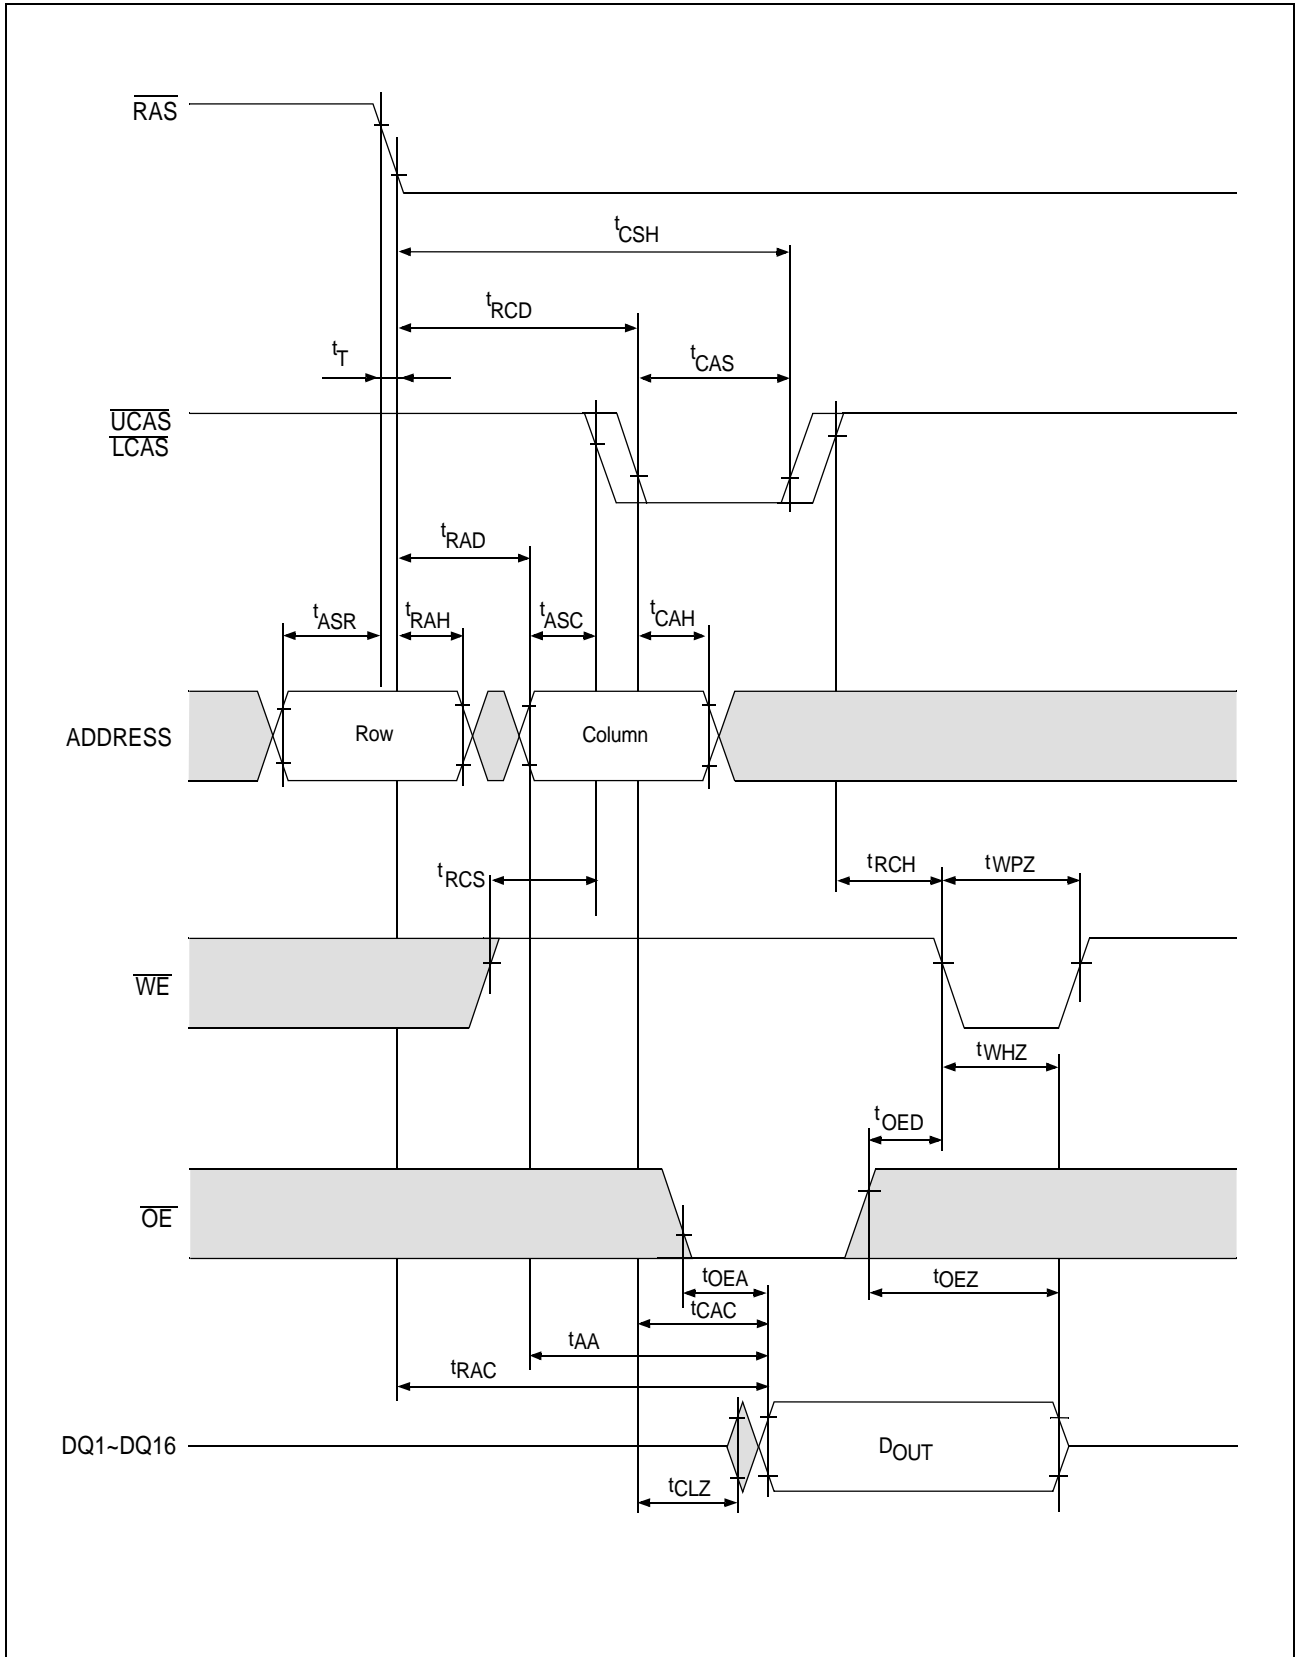 RAS
tCSH
tRCD
tT
tCAS
UCAS
LCAS
tRAD
tASR
tRAH
tASC
tCAH
ADDRESS
Row
Column
tRCS
tRCH
tWPZ
WE
tWHZ
tOED
OE
tOEA
tOEZ
tCAC
tAA
tRAC
DQ1~DQ16
DOUT
tCLZ